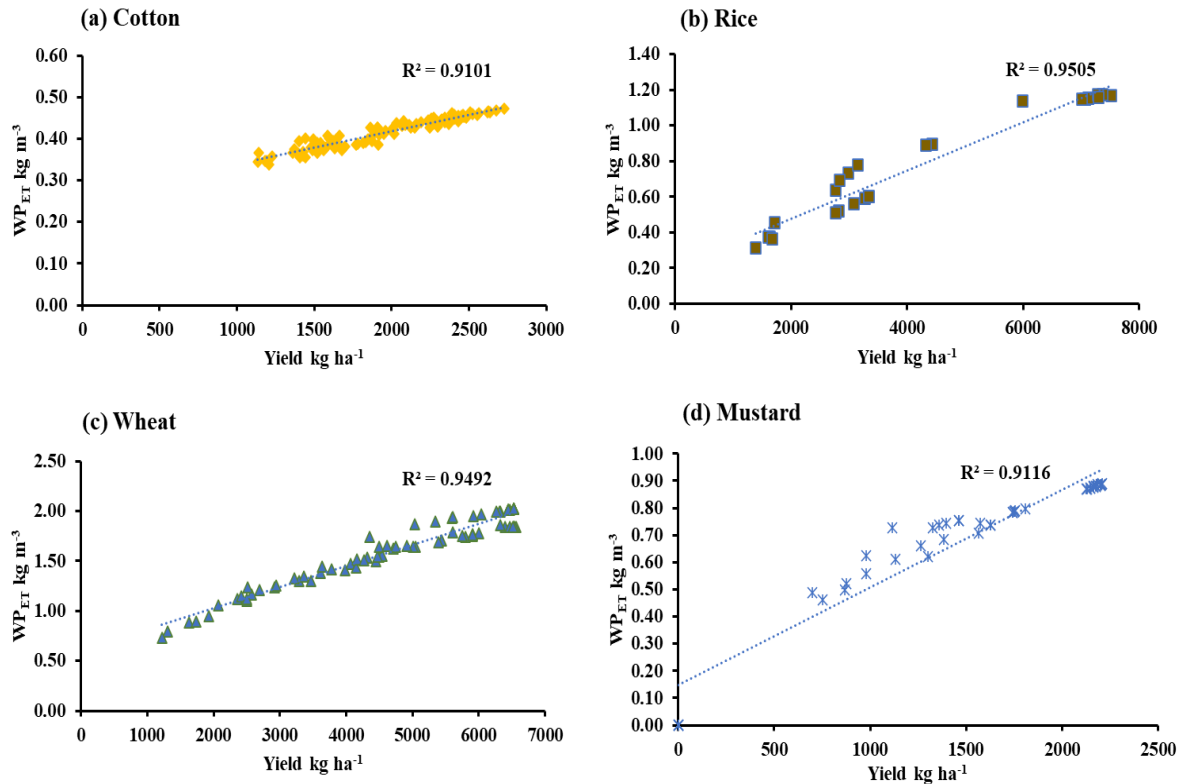 (a) Cotton
R² = 0.9101
WP_ET kg m⁻³
0.60
0.50
0.40
0.30
0.20
0.10
0.00
0 500 1000 1500 2000 2500 3000
Yield kg ha⁻¹
(b) Rice
R² = 0.9505
WP_ET kg m⁻³
1.40
1.20
1.00
0.80
0.60
0.40
0.20
0.00
0 2000 4000 6000 8000
Yield kg ha⁻¹
(c) Wheat
R² = 0.9492
WP_ET kg m⁻³
2.50
2.00
1.50
1.00
0.50
0.00
0 1000 2000 3000 4000 5000 6000 7000
Yield kg ha⁻¹
(d) Mustard
R² = 0.9116
WP_ET kg m⁻³
1.00
0.90
0.80
0.70
0.60
0.50
0.40
0.30
0.20
0.10
0.00
0 500 1000 1500 2000 2500
Yield kg ha⁻¹